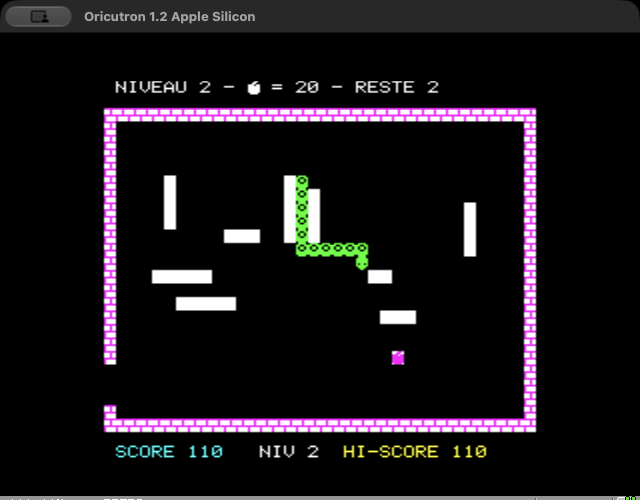 Oricutron 1.2 Apple Silicon
NIVEAU 2 - = 20 - RESTE 2
SCORE 110 NIV 2 HI-SCORE 110